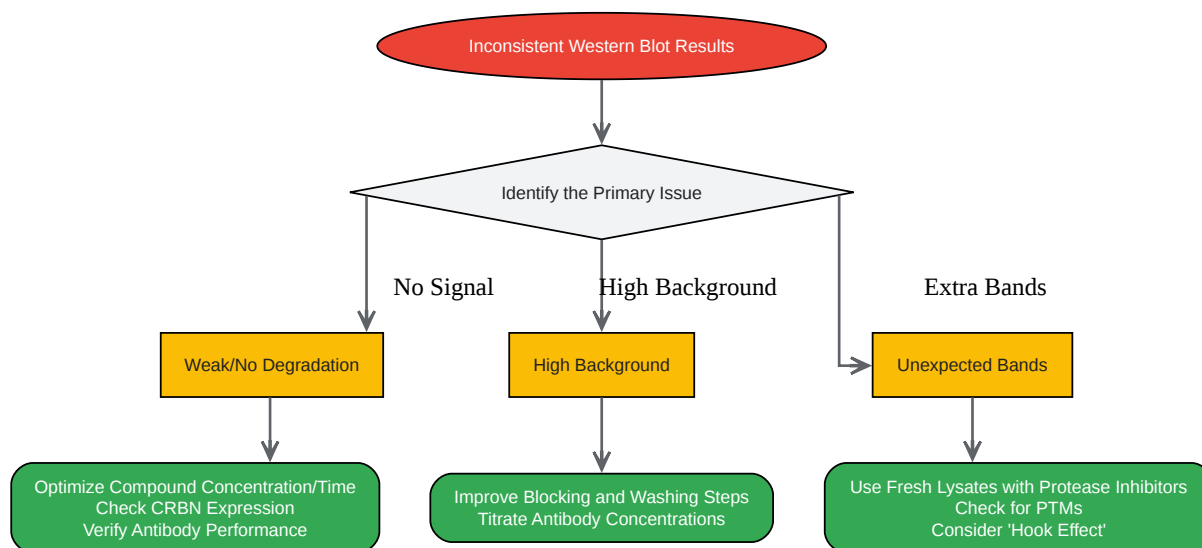 Inconsistent Western Blot Results
Identify the Primary Issue
No Signal
High Background
Extra Bands
Weak/No Degradation
High Background
Unexpected Bands
Optimize Compound Concentration/Time
Check CRBN Expression
Verify Antibody Performance
Improve Blocking and Washing Steps
Titrate Antibody Concentrations
Use Fresh Lysates with Protease Inhibitors
Check for PTMs
Consider 'Hook Effect'